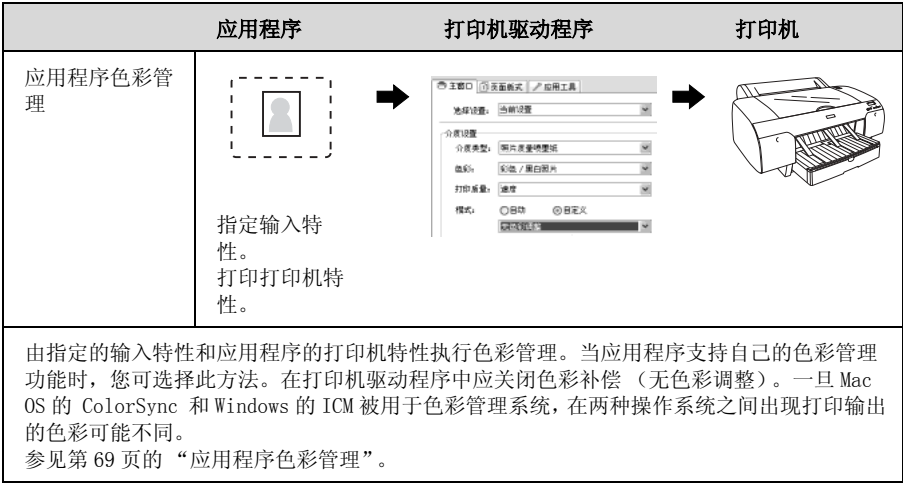 应用程序
打印机驱动程序
打印机
应用程序色彩管
理
主窗口
页面版式
应用工具
选择设置:
当前设置
介质设置
介质类型:
照片质量喷墨纸
色彩:
彩色 / 黑白照片
打印质量:
速度
模式:
自动
自定义
无色彩调整
指定输入特
性。
打印打印机特
性。
由指定的输入特性和应用程序的打印机特性执行色彩管理。当应用程序支持自己的色彩管理
功能时，您可选择此方法。在打印机驱动程序中应关闭色彩补偿 （无色彩调整）。一旦 Mac
OS 的 ColorSync 和 Windows 的 ICM 被用于色彩管理系统，在两种操作系统之间出现打印输出
的色彩可能不同。
参见第 69 页的 “应用程序色彩管理”。